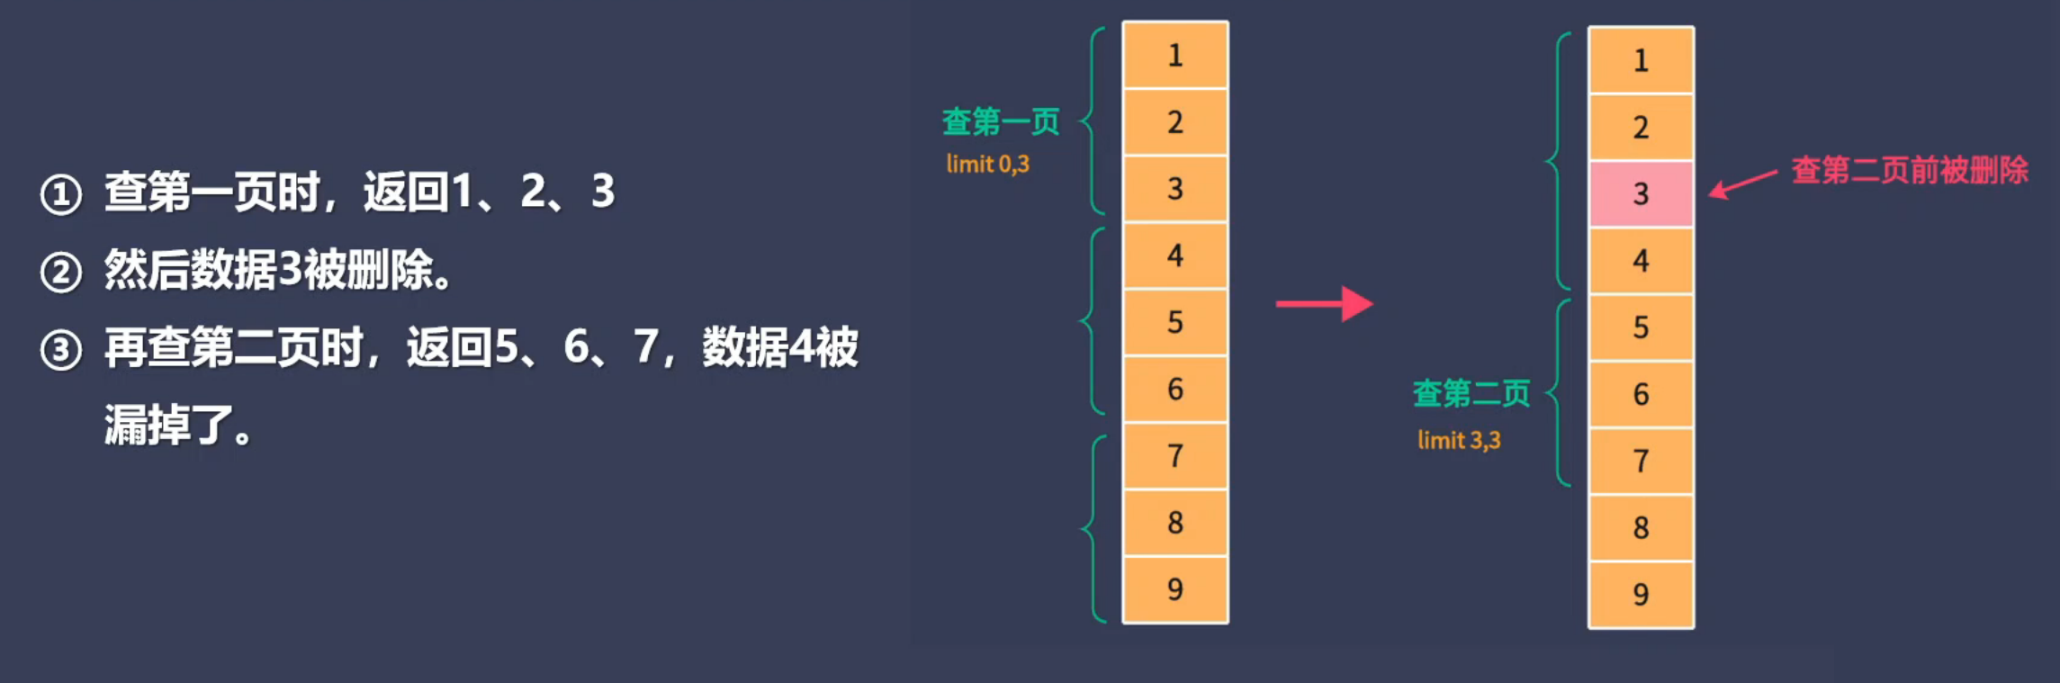 ① 查第一页时，返回1、2、3
② 然后数据3被删除。
③ 再查第二页时，返回5、6、7，数据4被
漏掉了。
查第一页
limit 0,3
1
2
3
4
5
6
7
8
9
查第二页
limit 3,3
1
2
3
4
5
6
7
8
9
查第二页前被删除